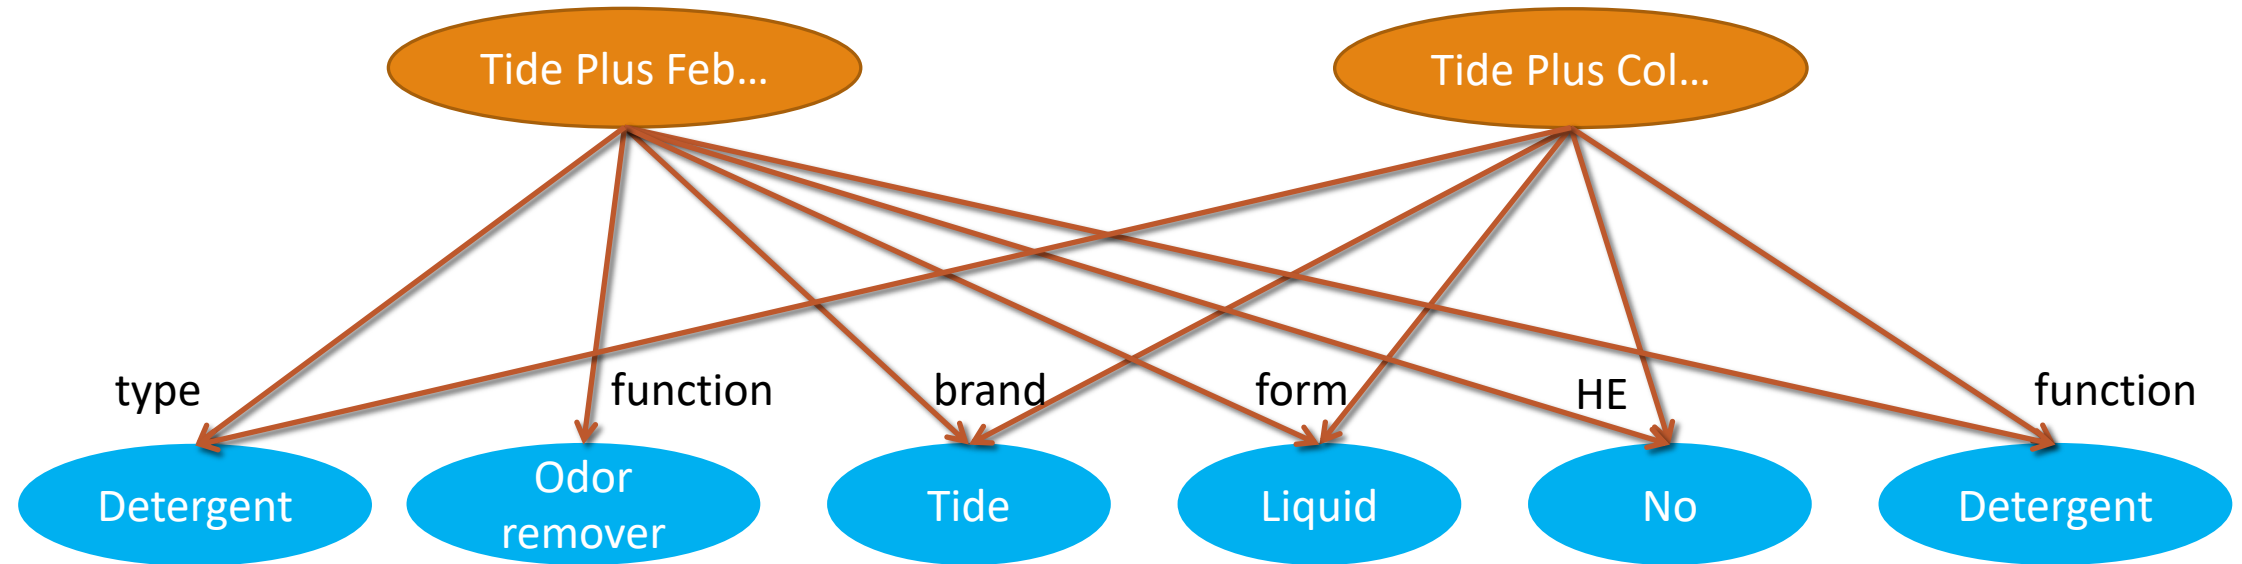 Tide Plus Feb...
Tide Plus Col...
type
function
brand
form
HE
function
Detergent
Odor
remover
Tide
Liquid
No
Detergent